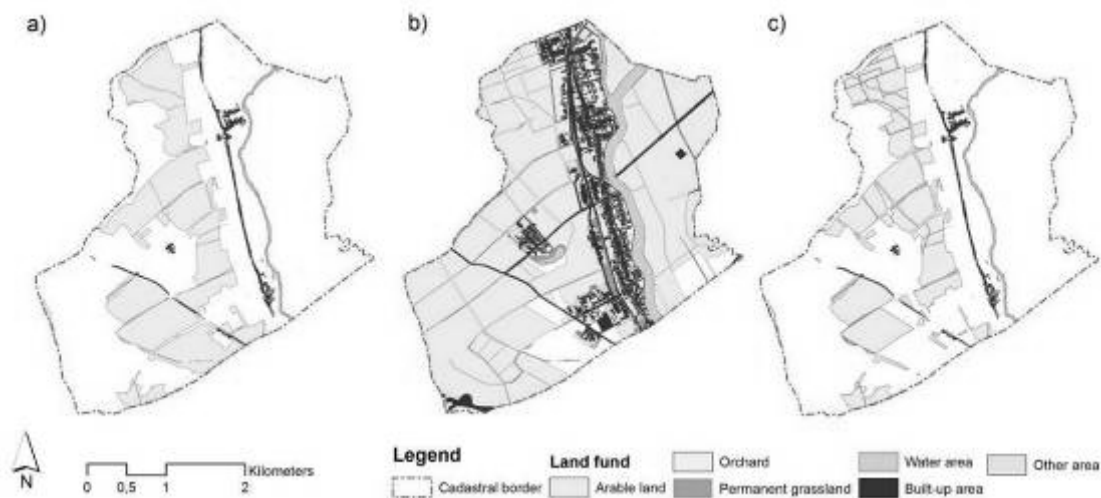 a) b) c)
Legend
Land fund
Orchard Water area Other area
Kilometers
N 0 0,5 1 2
Cadastral border Arable land Permanent grassland Built-up area